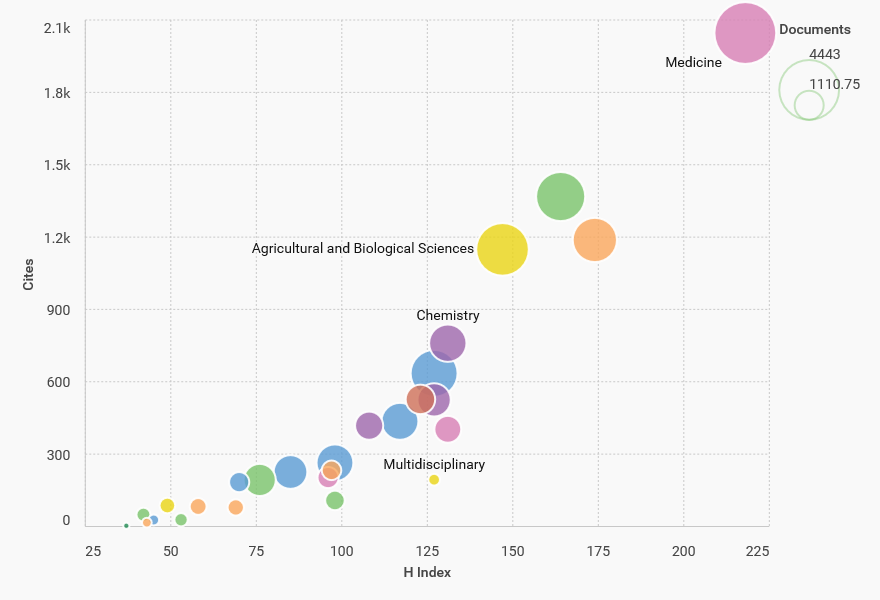 2.1k
Documents
4443
Medicine
1110.75
1.8k
1.5k
1.2k
Agricultural and Biological Sciences
Cites
900
Chemistry
600
300
Multidisciplinary
0
25 50 75 100 125 150 175 200 225
H Index